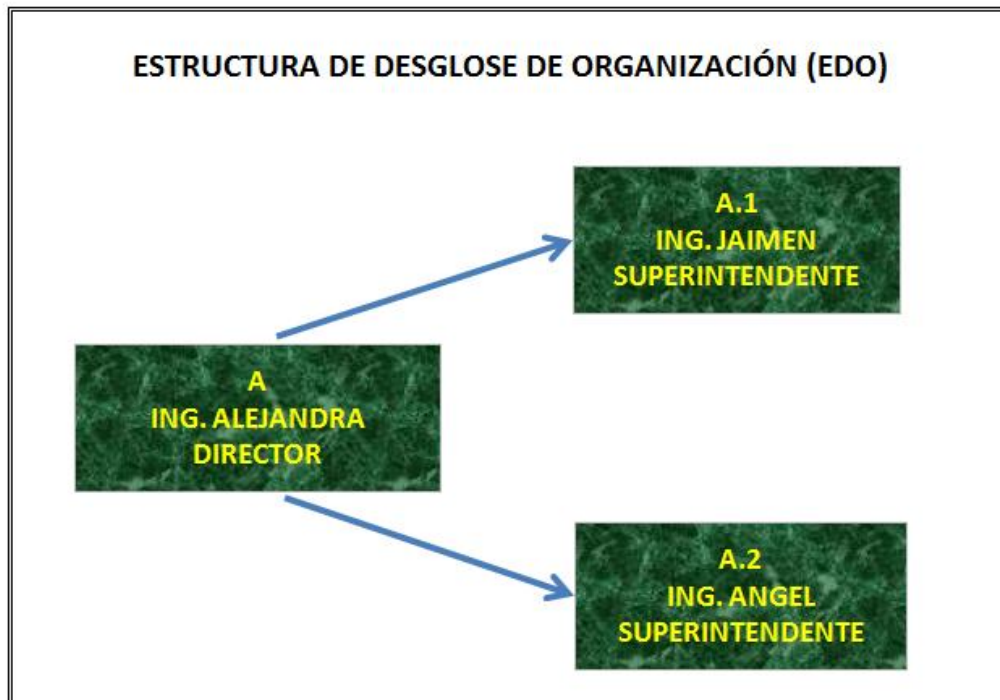 ESTRUCTURA DE DESGLOSE DE ORGANIZACIÓN (EDO)
A.1
ING. JAIMEN
SUPERINTENDENTE
A
ING. ALEJANDRA
DIRECTOR
A.2
ING. ANGEL
SUPERINTENDENTE